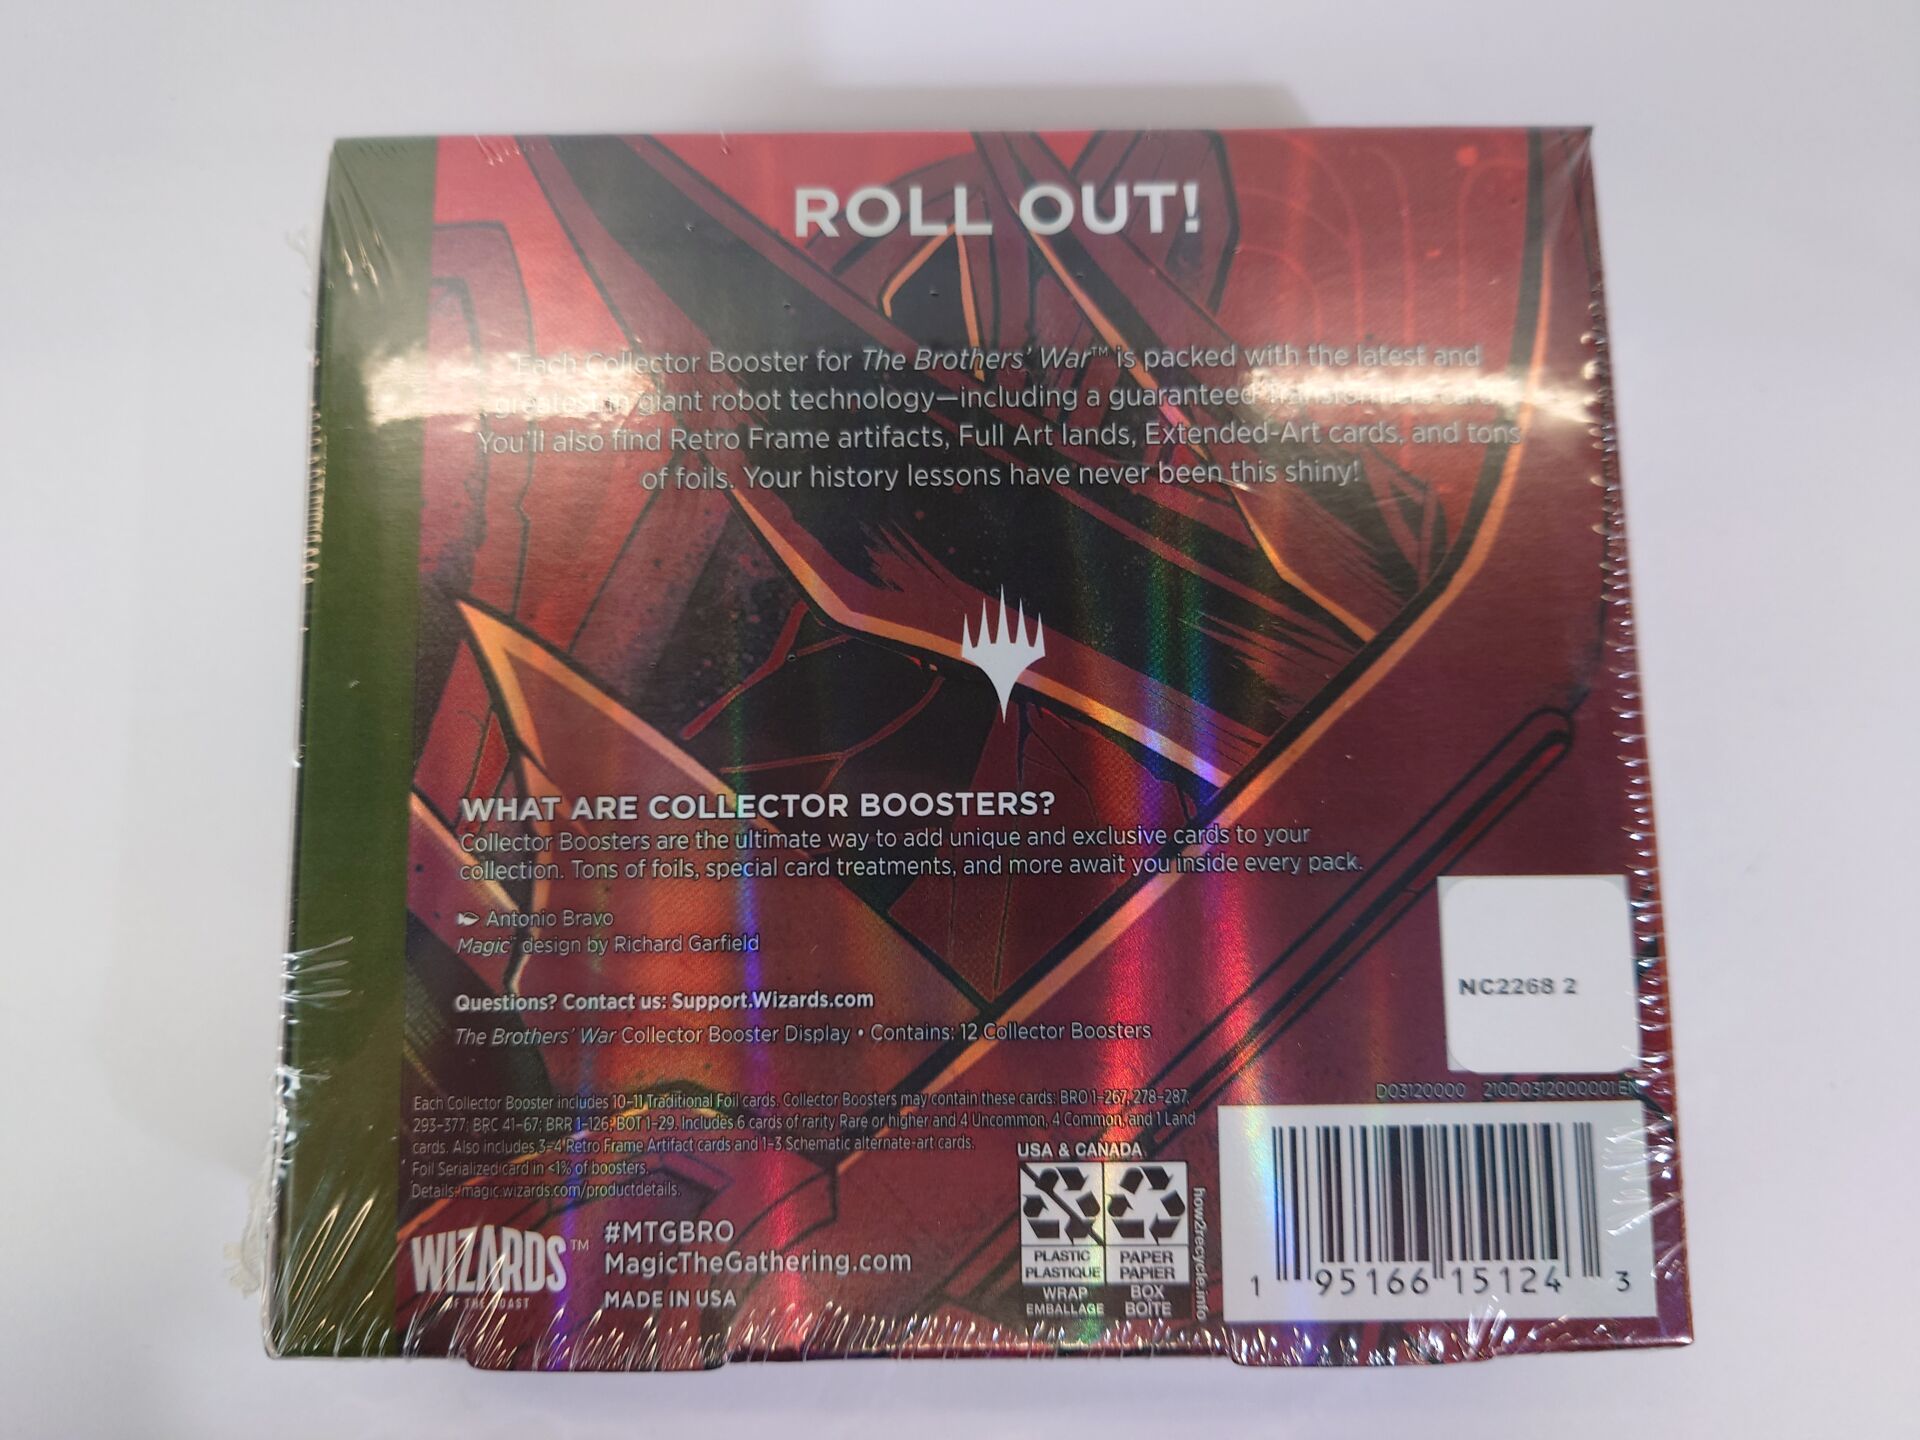 ROLL OUT!
Each Collector Booster for The Brothers' War™ is packed with the latest and
greatest in giant robot technology—including a guaranteed Transformers card.
You'll also find Retro Frame artifacts, Full Art lands, Extended-Art cards, and tons
of foils. Your history lessons have never been this shiny!
WHAT ARE COLLECTOR BOOSTERS?
Collector Boosters are the ultimate way to add unique and exclusive cards to your
collection. Tons of foils, special card treatments, and more await you inside every pack.
Antonio Bravo
Magic™ design by Richard Garfield
Questions? Contact us: Support.Wizards.com
The Brothers' War Collector Booster Display • Contains: 12 Collector Boosters
NC2268 2
D03120000 210D0312000001EN
Each Collector Booster includes 10–11 Traditional Foil cards. Collector Boosters may contain these cards: BRO 1–267, 278–287,
293–377; BRC 41–67; BRR 1–126; BOT 1–29. Includes 6 cards of rarity Rare or higher and 4 Uncommon, 4 Common, and 1 Land
cards. Also includes 3–4 Retro Frame Artifact cards and 1–3 Schematic alternate-art cards.
Foil Serialized card in <1% of boosters.
Details: magic.wizards.com/productdetails.
WIZARDS™
OF THE COAST
#MTGBRO
MagicTheGathering.com
MADE IN USA
USA & CANADA
PLASTIC
PLASTIQUE
WRAP
EMBALLAGE
PAPER
PAPIER
BOX
BOÎTE
how2recycle.info
1 95166 15124 3